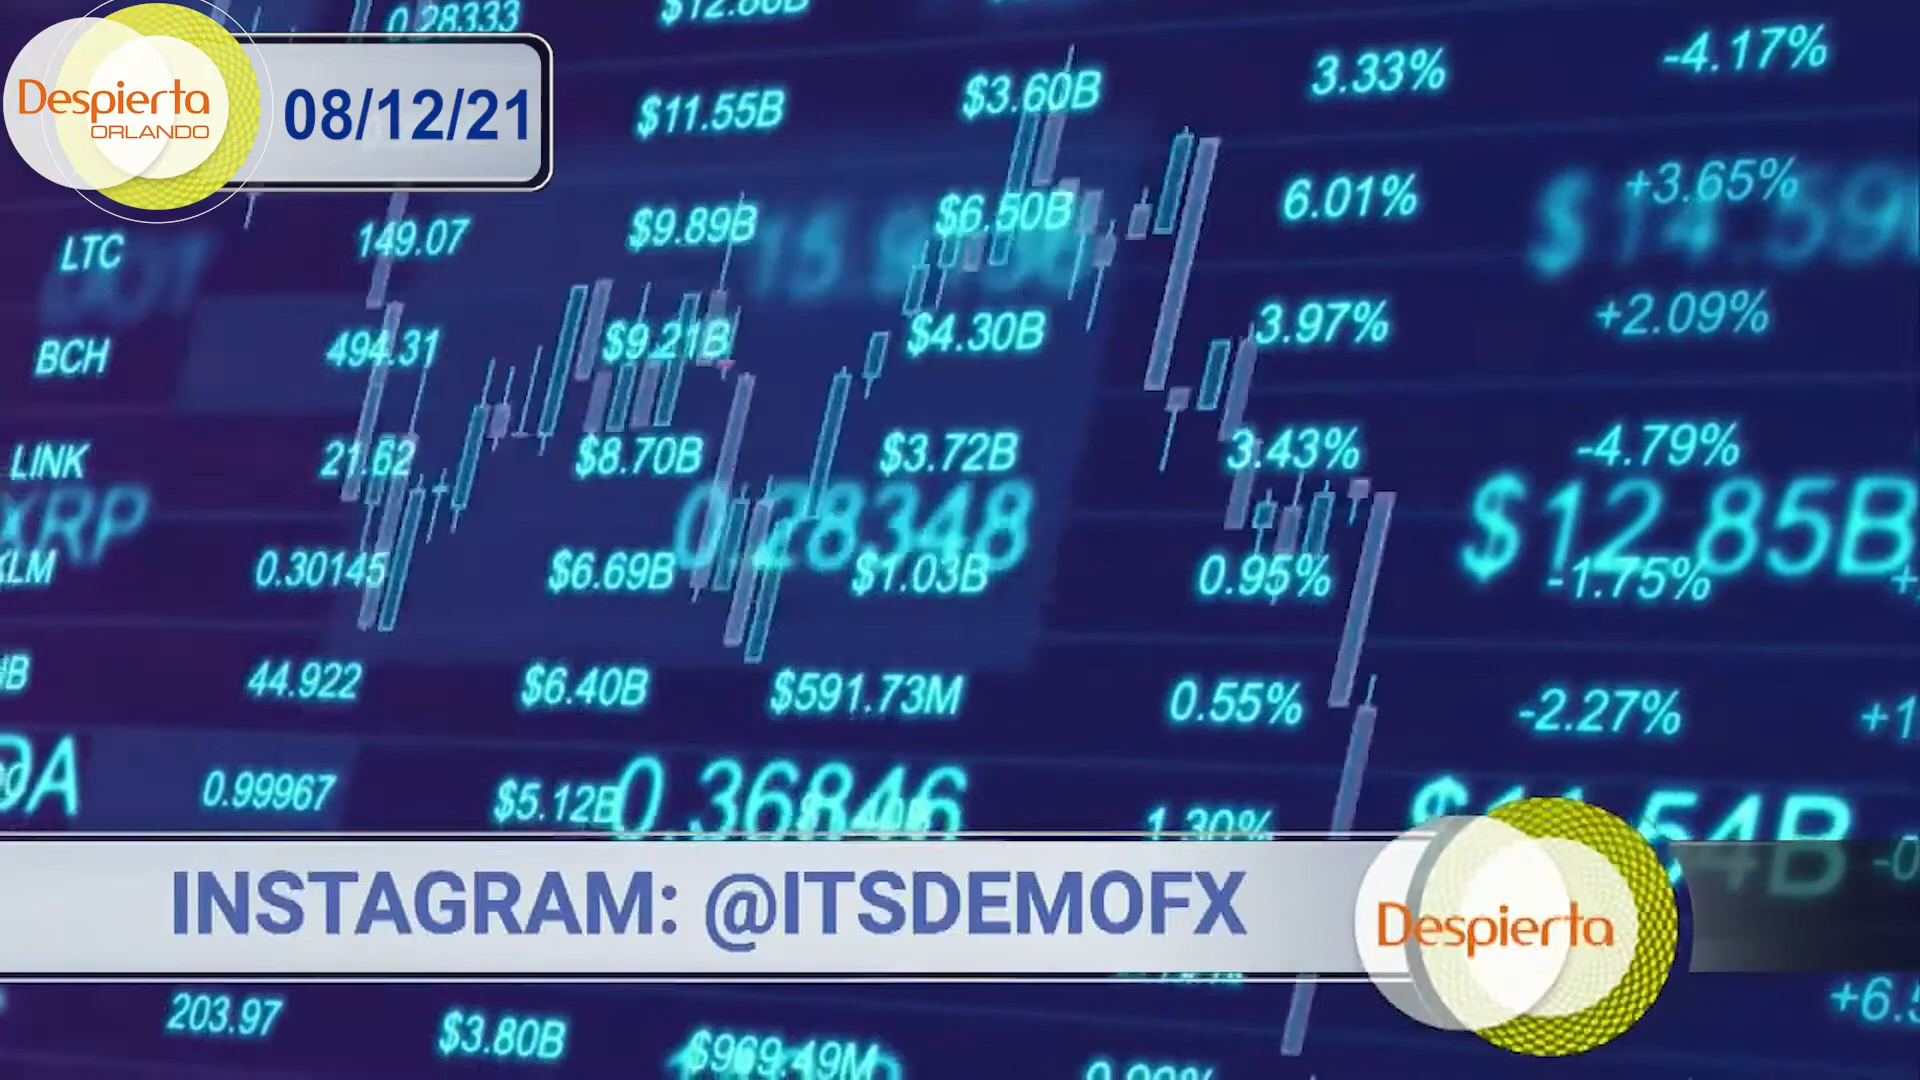 0.28333
-4.17%
$3.60B
3.33%
Despierta
ORLANDO
08/12/21
$11.55B
6.01%
+3.65%
LTC
149.07
$9.89B
$6.50B
3.97%
+2.09%
BCH
494.31
$9.21B
$4.30B
LINK
21.62
$8.70B
$3.72B
3.43%
-4.79%
XRP
0.28348
$12.85B
XLM
0.30145
$6.69B
$1.03B
0.95%
-1.75%
44.922
$6.40B
$591.73M
0.55%
-2.27%
0.99967
$5.12B
0.36846
1.30%
INSTAGRAM: @ITSDEMOFX
Despierta
203.97
$3.80B
$969.49M